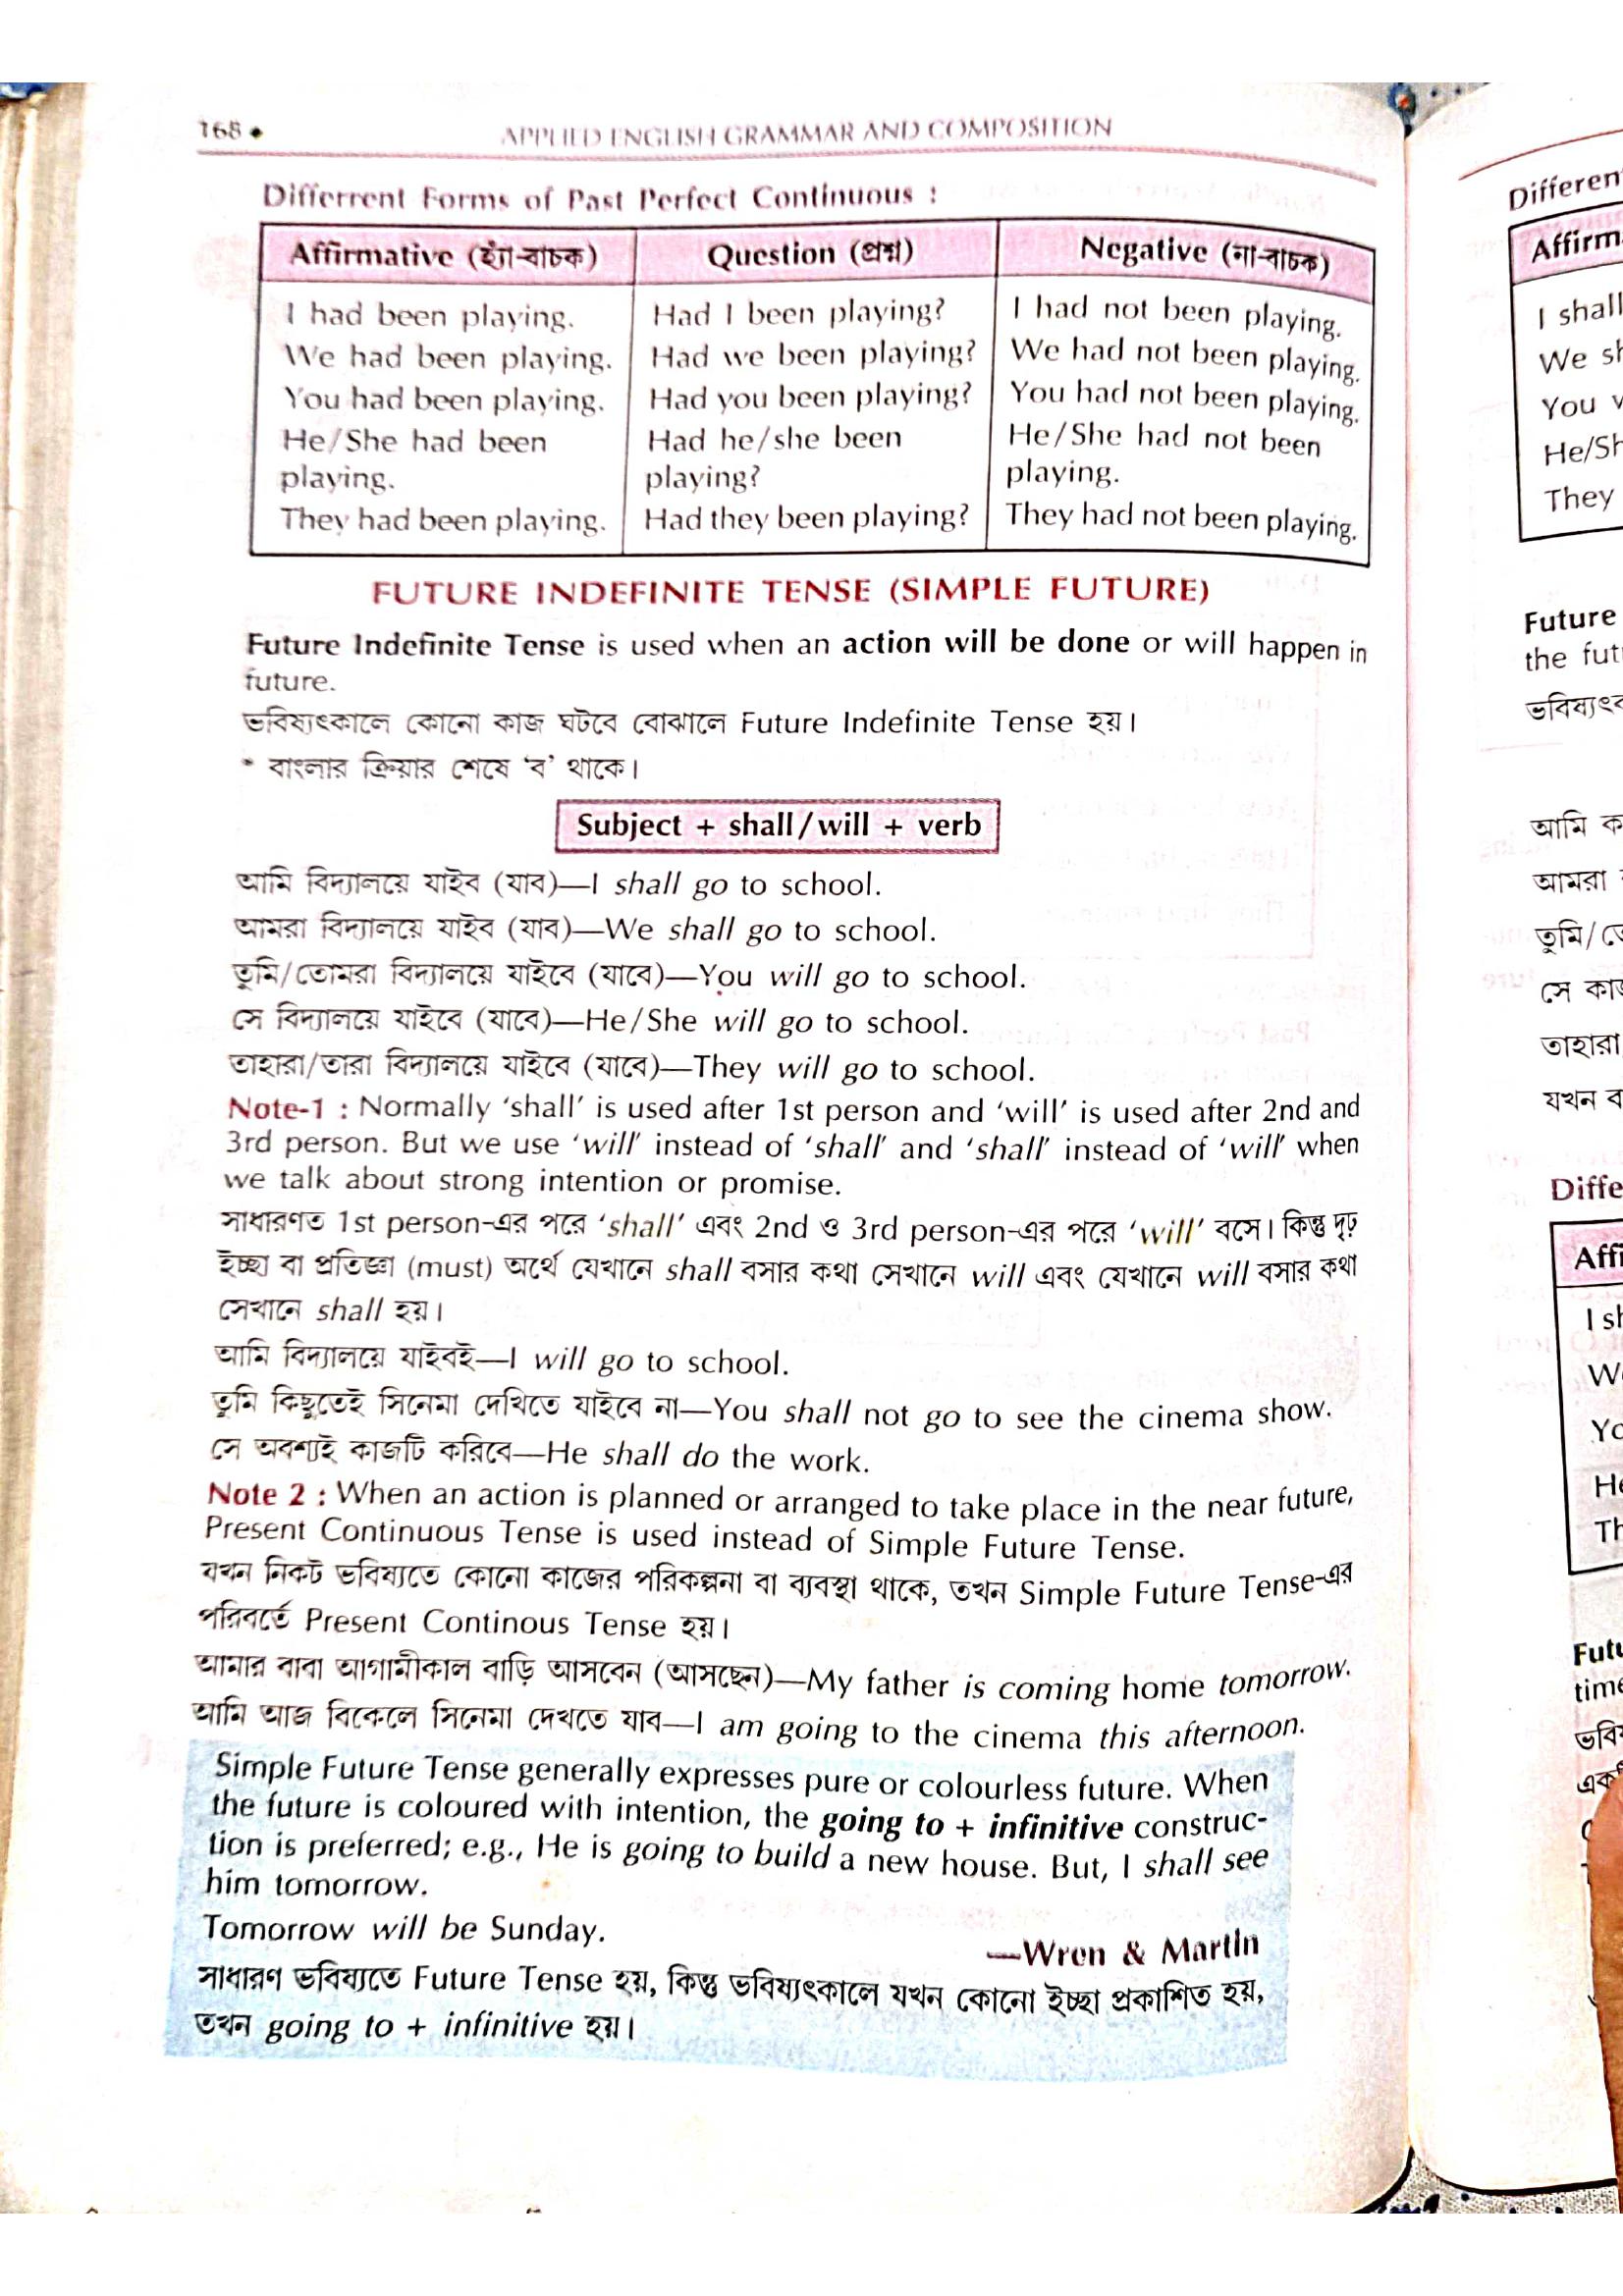 168 ◆ APPLIED ENGLISH GRAMMAR AND COMPOSITION
Differrent Forms of Past Perfect Continuous :
Affirmative (হ্যাঁ-বাচক) Question (প্রশ্ন) Negative (না-বাচক)
I had been playing. Had I been playing? I had not been playing.
We had been playing. Had we been playing? We had not been playing.
You had been playing. Had you been playing? You had not been playing.
He/She had been Had he/she been He/She had not been
playing. playing? playing.
They had been playing. Had they been playing? They had not been playing.
FUTURE INDEFINITE TENSE (SIMPLE FUTURE)
Future Indefinite Tense is used when an action will be done or will happen in
future.
ভবিষ্যৎকালে কোনো কাজ ঘটবে বোঝালে Future Indefinite Tense হয়।
* বাংলার ক্রিয়ার শেষে ‘ব’ থাকে।
Subject + shall/will + verb
আমি বিদ্যালয়ে যাইব (যাব)—I shall go to school.
আমরা বিদ্যালয়ে যাইব (যাব)—We shall go to school.
তুমি/তোমরা বিদ্যালয়ে যাইবে (যাবে)—You will go to school.
সে বিদ্যালয়ে যাইবে (যাবে)—He/She will go to school.
তাহারা/তারা বিদ্যালয়ে যাইবে (যাবে)—They will go to school.
Note-1 : Normally ‘shall’ is used after 1st person and ‘will’ is used after 2nd and
3rd person. But we use ‘will’ instead of ‘shall’ and ‘shall’ instead of ‘will’ when
we talk about strong intention or promise.
সাধারণত 1st person-এর পরে ‘shall’ এবং 2nd ও 3rd person-এর পরে ‘will’ বসে। কিন্তু দৃঢ়
ইচ্ছা বা প্রতিজ্ঞা (must) অর্থে যেখানে shall বসার কথা সেখানে will এবং যেখানে will বসার কথা
সেখানে shall হয়।
আমি বিদ্যালয়ে যাইবই—I will go to school.
তুমি কিছুতেই সিনেমা দেখিতে যাইবে না—You shall not go to see the cinema show.
সে অবশ্যই কাজটি করিবে—He shall do the work.
Note 2 : When an action is planned or arranged to take place in the near future,
Present Continuous Tense is used instead of Simple Future Tense.
যখন নিকট ভবিষ্যতে কোনো কাজের পরিকল্পনা বা ব্যবস্থা থাকে, তখন Simple Future Tense-এর
পরিবর্তে Present Continous Tense হয়।
আমার বাবা আগামীকাল বাড়ি আসবেন (আসছেন)—My father is coming home tomorrow.
আমি আজ বিকেলে সিনেমা দেখতে যাব—I am going to the cinema this afternoon.
Simple Future Tense generally expresses pure or colourless future. When
the future is coloured with intention, the going to + infinitive construc-
tion is preferred; e.g., He is going to build a new house. But, I shall see
him tomorrow.
Tomorrow will be Sunday.
—Wren & Martin
সাধারণ ভবিষ্যতে Future Tense হয়, কিন্তু ভবিষ্যৎকালে যখন কোনো ইচ্ছা প্রকাশিত হয়,
তখন going to + infinitive হয়।
I shall
You
He/Sh
They
Future
the
আমি
আমরা
তুমি/
সে
তাহারা
যখন